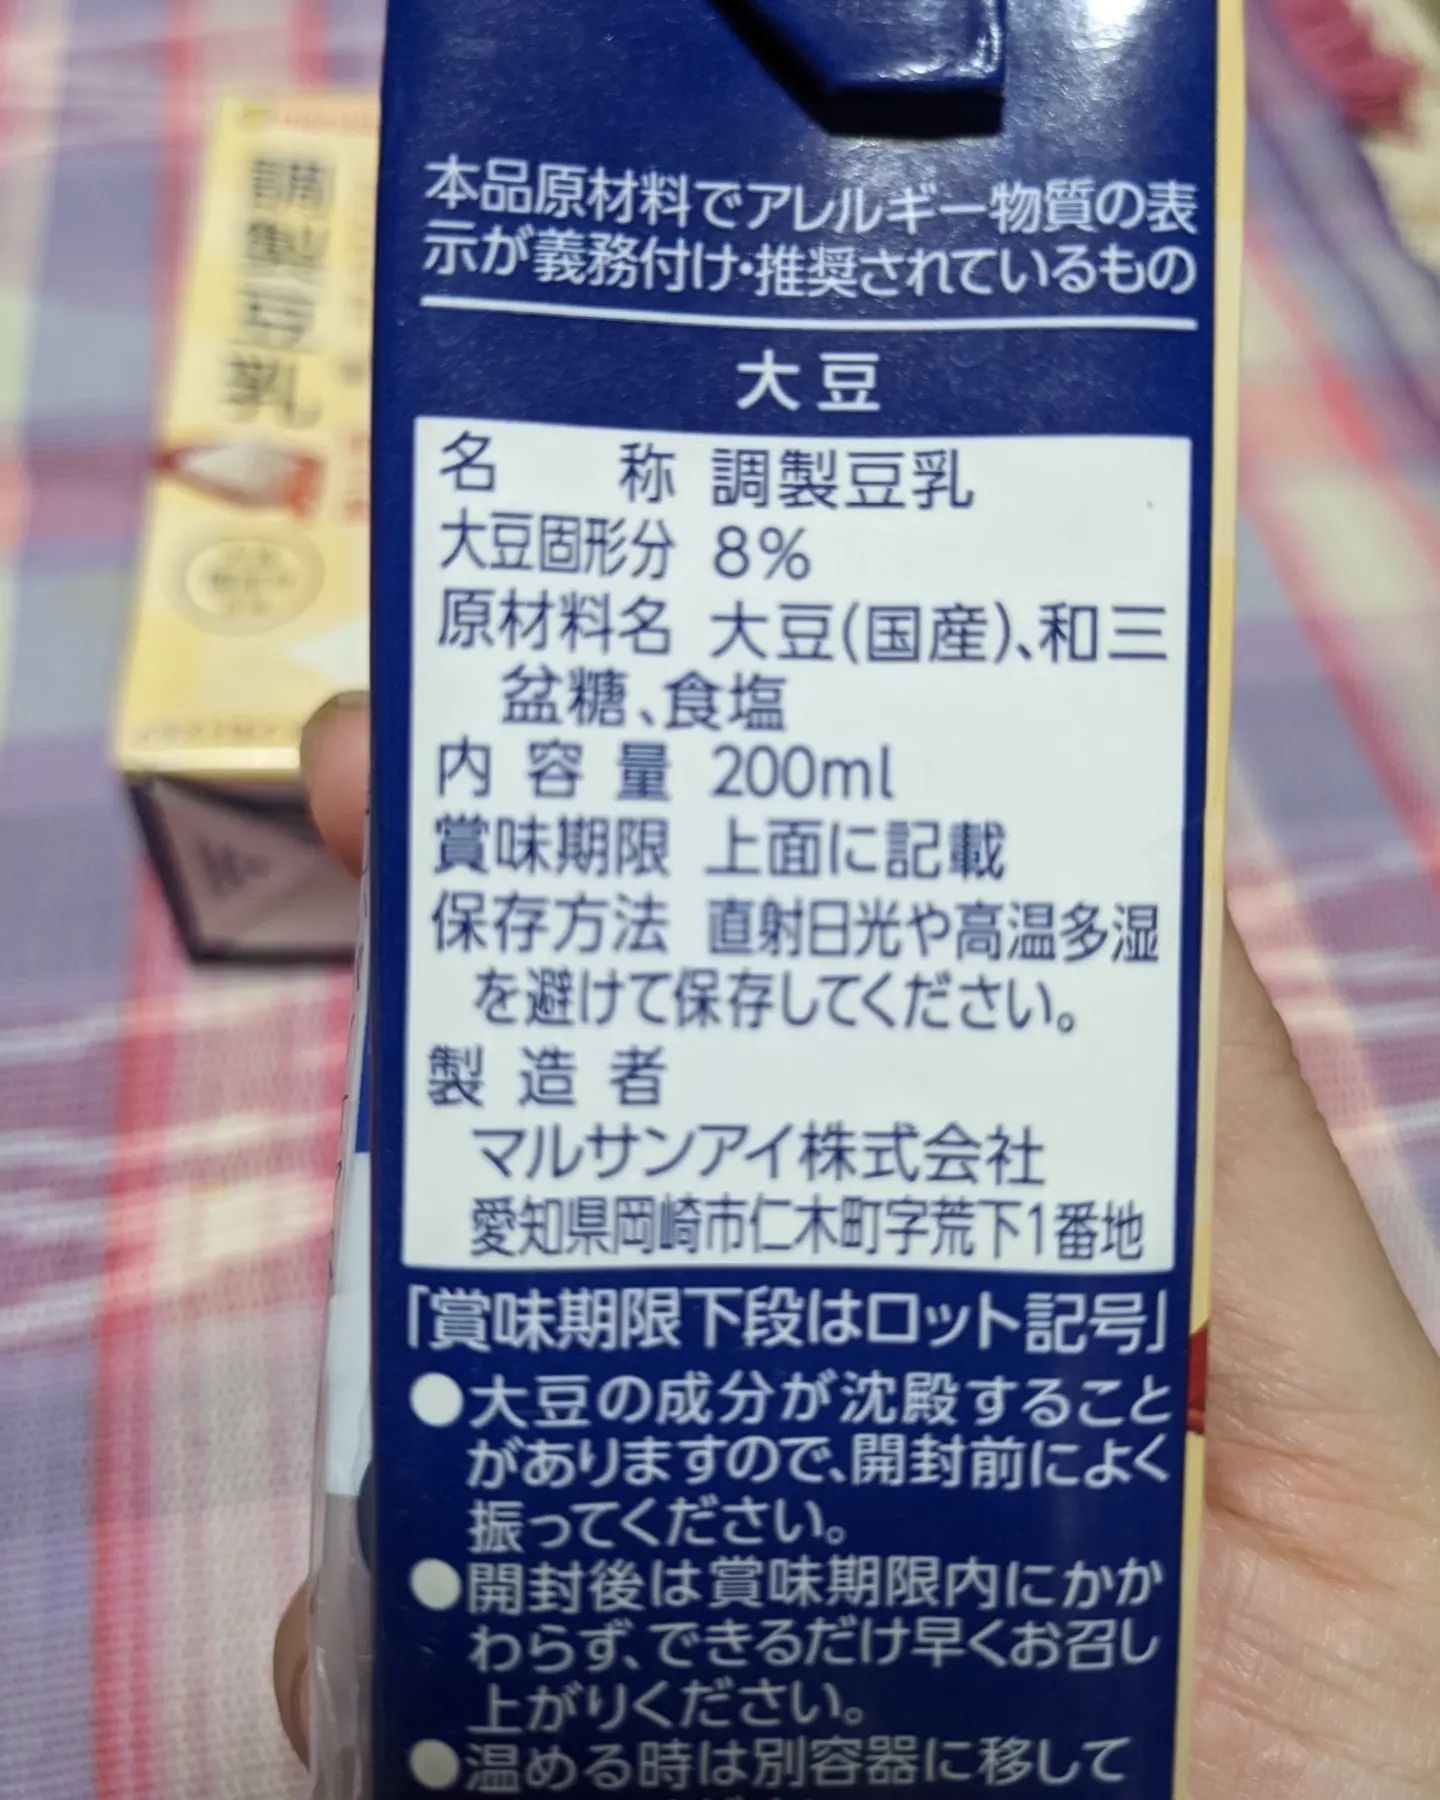 本品原材料でアレルギー物質の表
示が義務付け・推奨されているもの
大豆
名称 調製豆乳
大豆固形分 8%
原材料名 大豆(国産)、和三
盆糖、食塩
内容量 200ml
賞味期限 上面に記載
保存方法 直射日光や高温多湿
を避けて保存してください。
製造者
マルサンアイ株式会社
愛知県岡崎市仁木町字荒下1番地
「賞味期限下段はロット記号」
●大豆の成分が沈殿すること
がありますので、開封前によく
振ってください。
●開封後は賞味期限内にかか
わらず、できるだけ早くお召し
上がりください。
●温める時は別容器に移して
調製豆乳